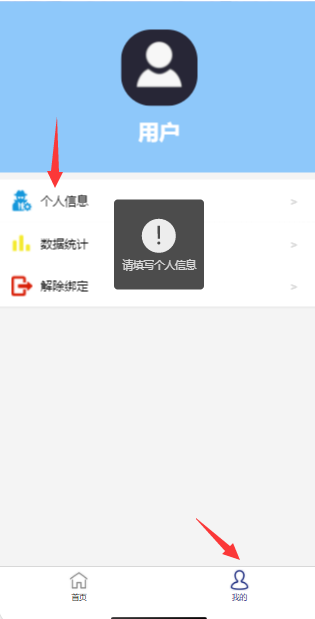 用户
个人信息 >
请填写个人信息
数据统计 >
解除绑定 >
首页
我的